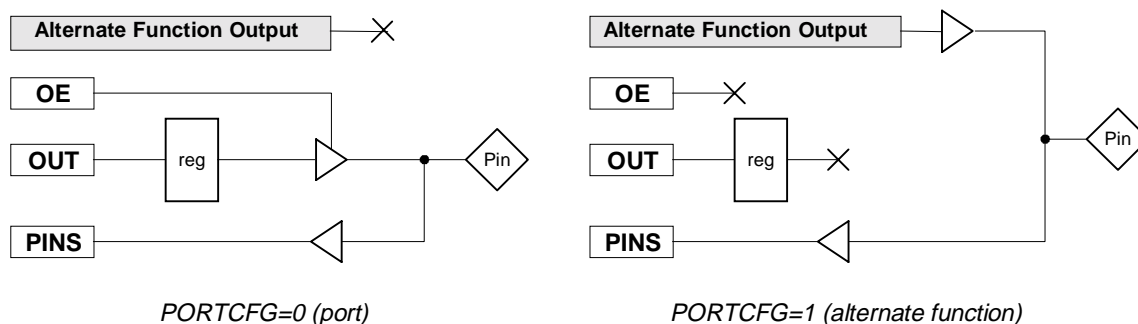 Alternate Function Output
OE
OUT
reg
Pin
PINS
PORTCFG=0 (port)
Alternate Function Output
OE
OUT
reg
Pin
PINS
PORTCFG=1 (alternate function)